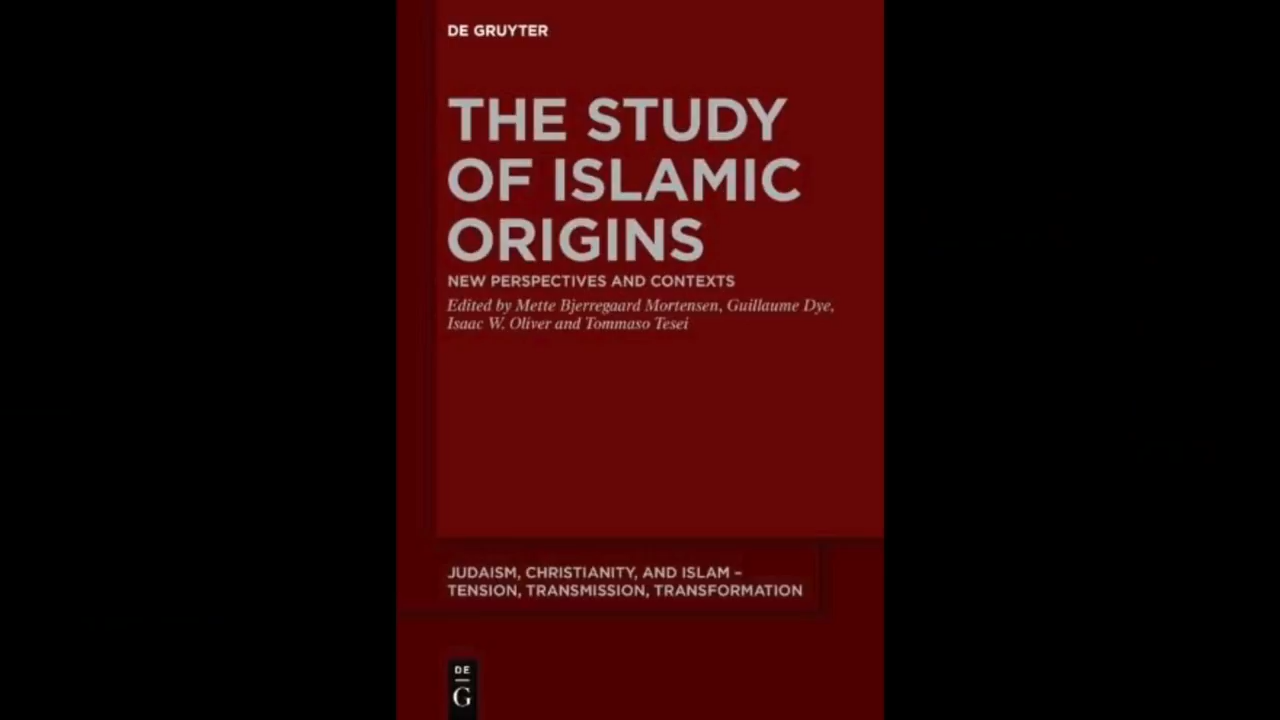 DE GRUYTER
THE STUDY
OF ISLAMIC
ORIGINS
NEW PERSPECTIVES AND CONTEXTS
Edited by Mette Bjerregaard Mortensen, Guillaume Dye,
Isaac W. Oliver and Tommaso Tesei
JUDAISM, CHRISTIANITY, AND ISLAM –
TENSION, TRANSMISSION, TRANSFORMATION
DE
G